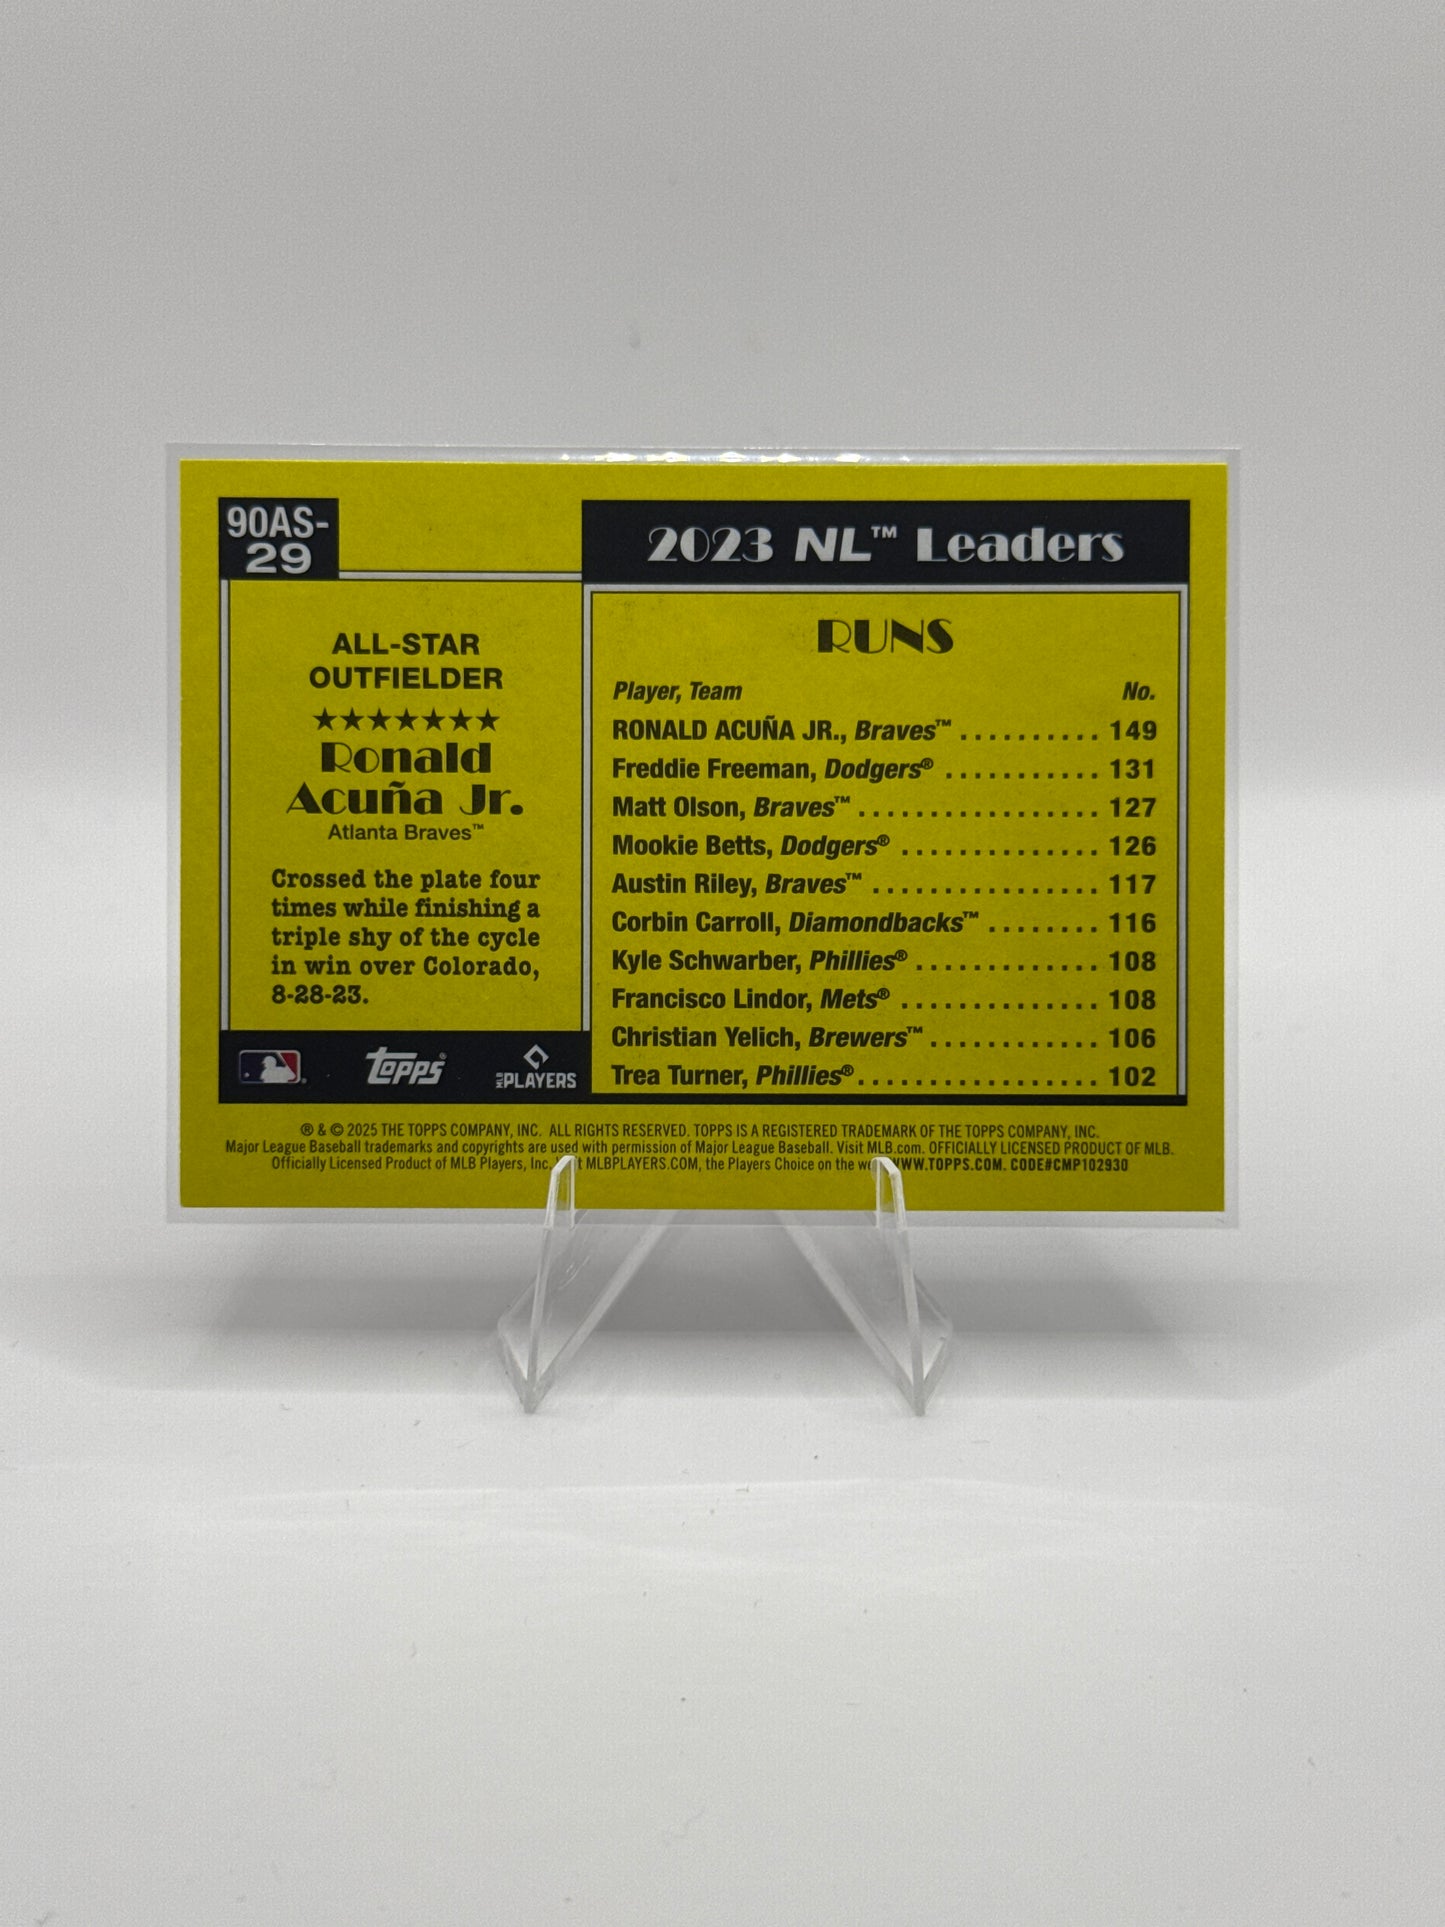 90AS-
29
ALL-STAR
OUTFIELDER
★★★★★★★
Ronald
Acuña Jr.
Atlanta Braves™
Crossed the plate four
times while finishing a
triple shy of the cycle
in win over Colorado,
8-28-23.
topps®
MLB PLAYERS
2023 NL™ Leaders
RUNS
Player, Team No.
RONALD ACUÑA JR., Braves™ .......... 149
Freddie Freeman, Dodgers® ........... 131
Matt Olson, Braves™ ................. 127
Mookie Betts, Dodgers® .............. 126
Austin Riley, Braves™ ................ 117
Corbin Carroll, Diamondbacks™ ........ 116
Kyle Schwarber, Phillies® ............. 108
Francisco Lindor, Mets® .............. 108
Christian Yelich, Brewers™ ............ 106
Trea Turner, Phillies® ................. 102
® & © 2025 THE TOPPS COMPANY, INC. ALL RIGHTS RESERVED. TOPPS IS A REGISTERED TRADEMARK OF THE TOPPS COMPANY, INC.
Major League Baseball trademarks and copyrights are used with permission of Major League Baseball. Visit MLB.com. OFFICIALLY LICENSED PRODUCT OF MLB.
Officially Licensed Product of MLB Players, Inc. MLBPLAYERS.COM, the Players Choice on the WWW.TOPPS.COM. CODE#CMP102930